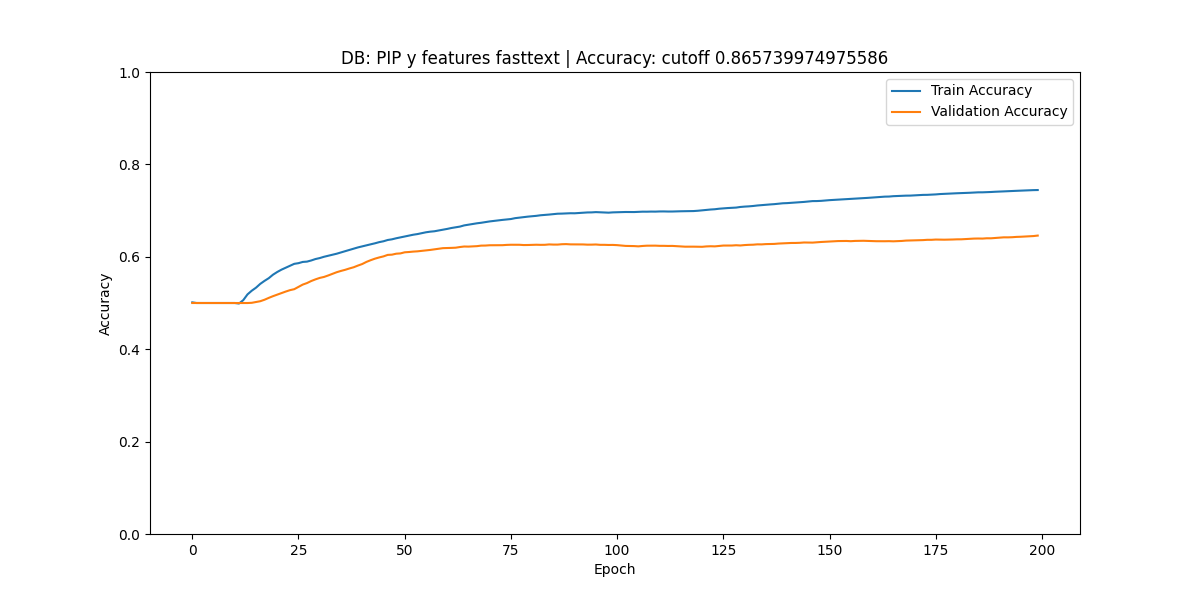 DB: PIP y features fasttext | Accuracy: cutoff 0.865739974975586
Train Accuracy
Validation Accuracy
1.0
0.8
0.6
0.4
0.2
0.0
Accuracy
0 25 50 75 100 125 150 175 200
Epoch